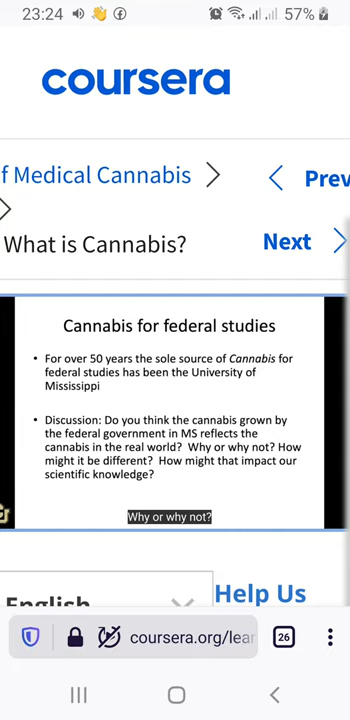 23:24 57%
coursera
f Medical Cannabis
Prev
What is Cannabis?
Next
Cannabis for federal studies
• For over 50 years the sole source of Cannabis for
federal studies has been the University of
Mississippi
• Discussion: Do you think the cannabis grown by
the federal government in MS reflects the
cannabis in the real world? Why or why not? How
might it be different? How might that impact our
scientific knowledge?
Why or why not?
English
Help Us
coursera.org/lear
26